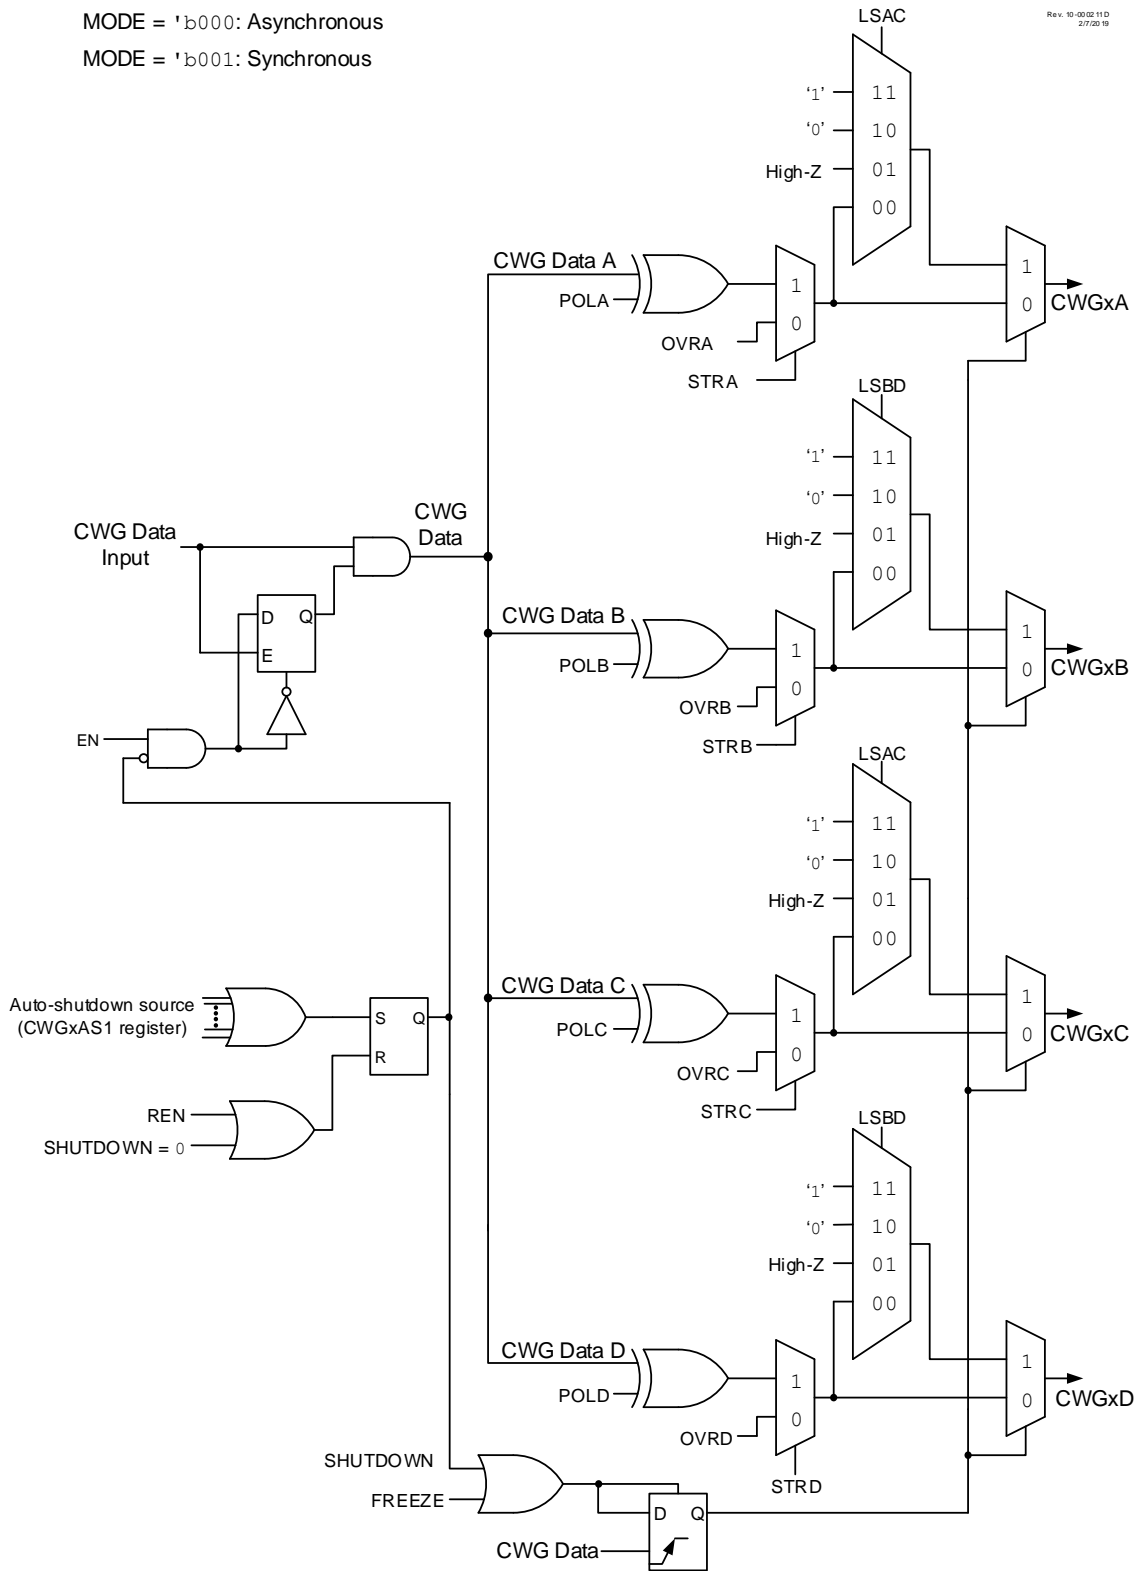 MODE = 'b000: Asynchronous
MODE = 'b001: Synchronous
Rev. 10-000211D
2/7/2019
LSAC
'1'
11
'0'
10
High-Z
01
00
CWG Data A
POLA
1
0
OVRA
STRA
1
0
CWGxA
LSBD
'1'
11
'0'
10
High-Z
01
00
CWG Data
Input
CWG
Data
D
Q
E
EN
CWG Data B
POLB
1
0
OVRB
STRB
1
0
CWGxB
LSAC
'1'
11
'0'
10
High-Z
01
00
CWG Data C
POLC
1
0
OVRC
STRC
1
0
CWGxC
Auto-shutdown source
(CWGxAS1 register)
S
Q
R
REN
SHUTDOWN = 0
LSBD
'1'
11
'0'
10
High-Z
01
00
CWG Data D
POLD
1
0
OVRD
STRD
1
0
CWGxD
SHUTDOWN
FREEZE
D
Q
CWG Data